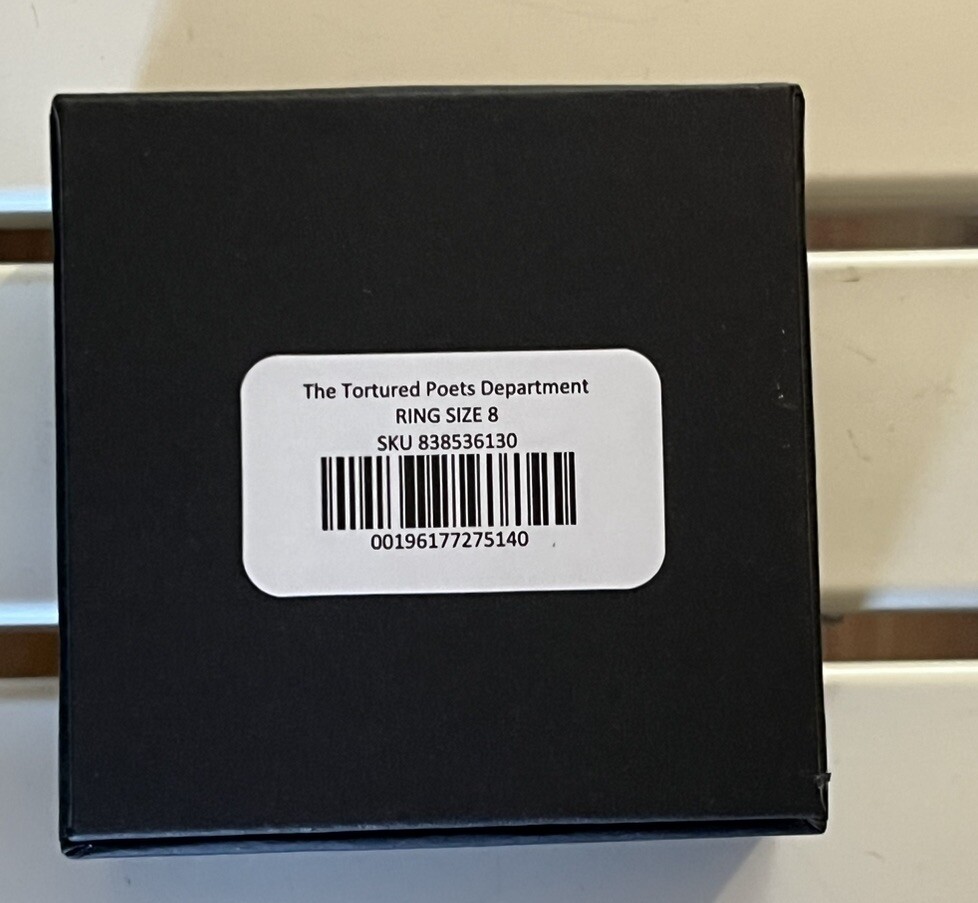 The Tortured Poets Department
RING SIZE 8
SKU 838536130
00196177275140